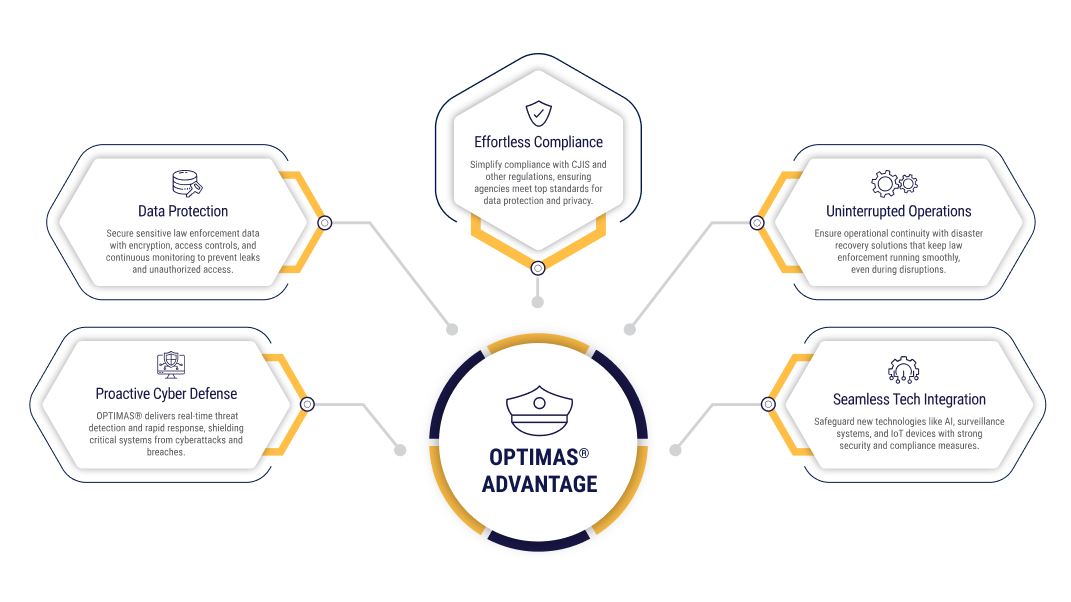 Effortless Compliance
Simplify compliance with CJIS and
other regulations, ensuring
agencies meet top standards for
data protection and privacy.
Data Protection
Secure sensitive law enforcement data
with encryption, access controls, and
continuous monitoring to prevent leaks
and unauthorized access.
Uninterrupted Operations
Ensure operational continuity with disaster
recovery solutions that keep law
enforcement running smoothly,
even during disruptions.
Proactive Cyber Defense
OPTIMAS® delivers real-time threat
detection and rapid response, shielding
critical systems from cyberattacks and
breaches.
Seamless Tech Integration
Safeguard new technologies like AI, surveillance
systems, and IoT devices with strong
security and compliance measures.
OPTIMAS®
ADVANTAGE